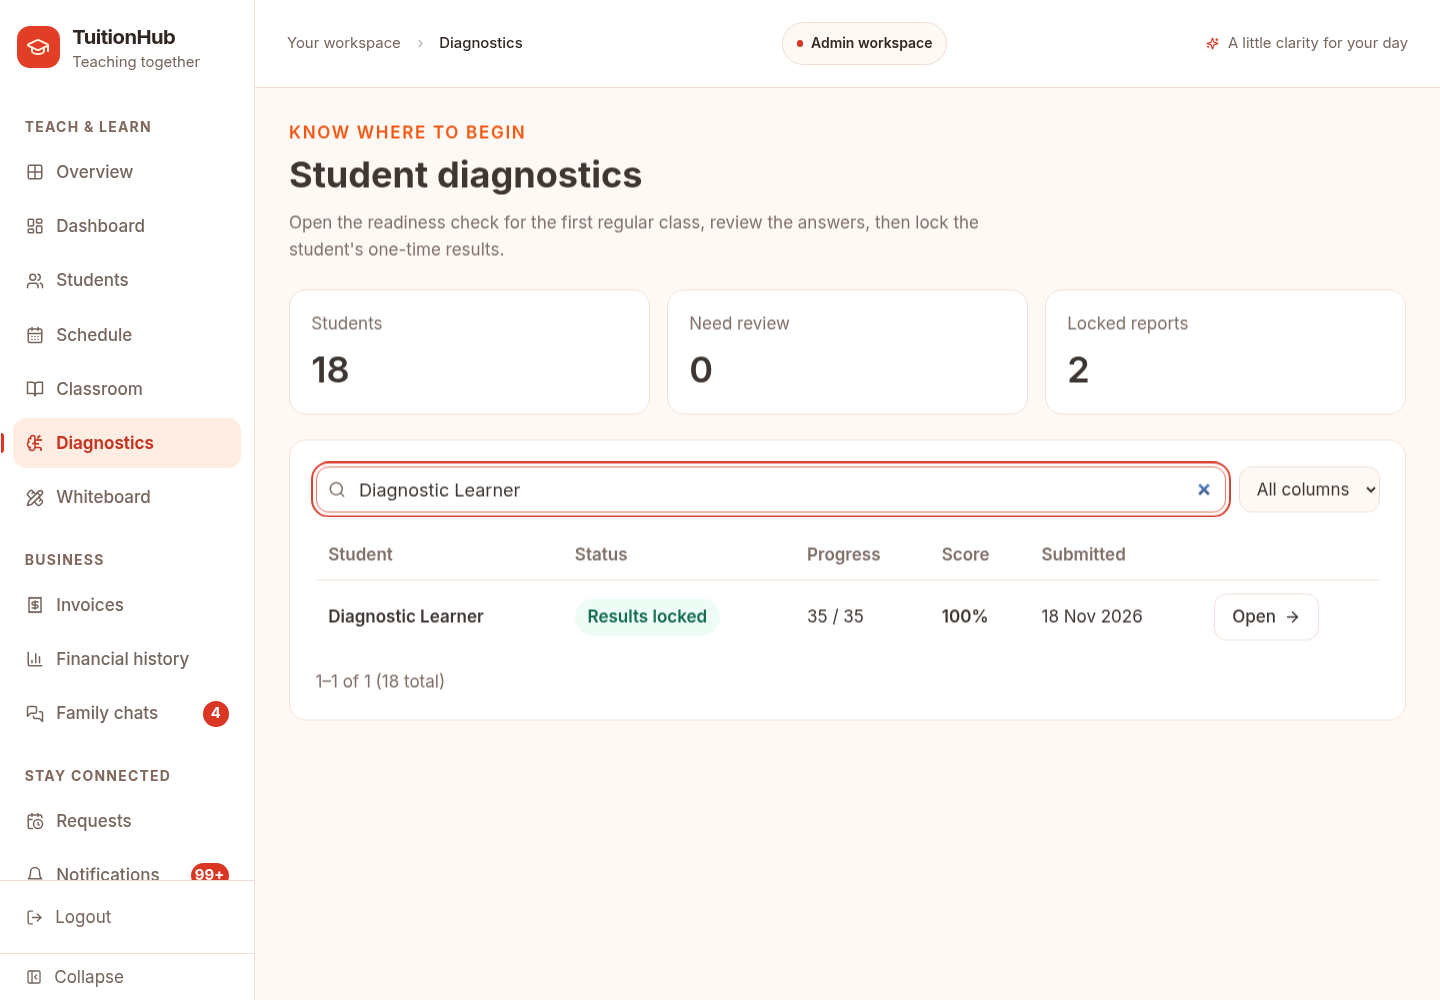 TuitionHub
Teaching together
TEACH & LEARN
Overview
Dashboard
Students
Schedule
Classroom
Diagnostics
Whiteboard
BUSINESS
Invoices
Financial history
Family chats 4
STAY CONNECTED
Requests
Notifications 99+
Logout
Collapse
Your workspace Diagnostics
Admin workspace
A little clarity for your day
KNOW WHERE TO BEGIN
Student diagnostics
Open the readiness check for the first regular class, review the answers, then lock the
student's one-time results.
Students
18
Need review
0
Locked reports
2
Diagnostic Learner
All columns
Student Status Progress Score Submitted
Diagnostic Learner Results locked 35 / 35 100% 18 Nov 2026 Open
1–1 of 1 (18 total)